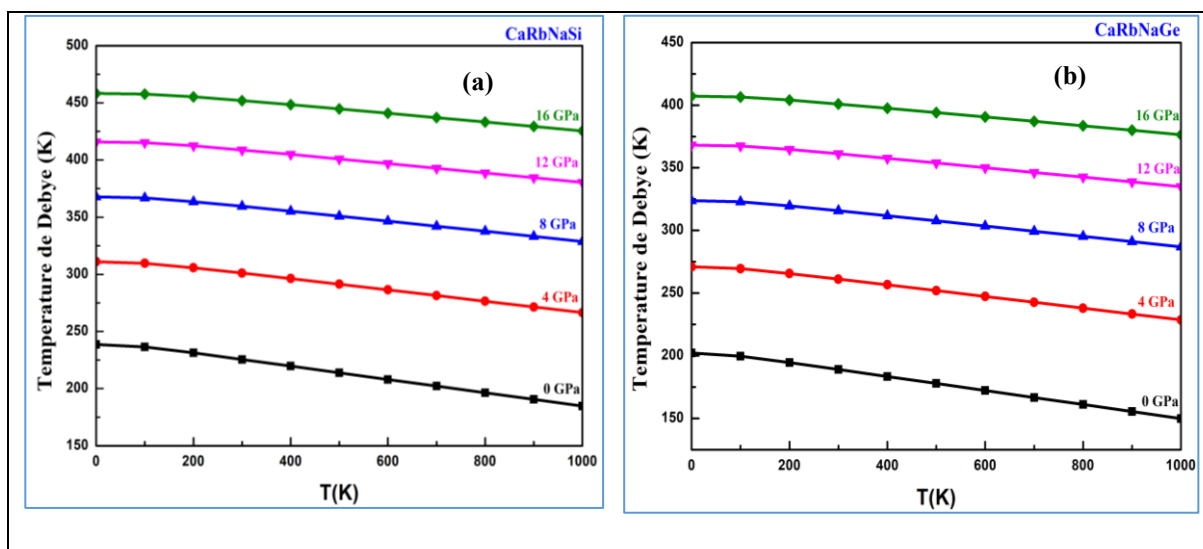 CaRbNaSi
(a)
500
450
400
350
300
250
200
150
Temperature de Debye (K)
16 GPa
12 GPa
8 GPa
4 GPa
0 GPa
0
200
400
600
800
1000
T(K)
CaRbNaGe
(b)
450
400
350
300
250
200
150
Temperature de Debye (K)
16 GPa
12 GPa
8 GPa
4 GPa
0 GPa
0
200
400
600
800
1000
T(K)